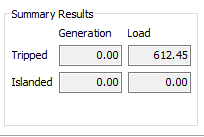 Summary Results
Generation Load
Tripped 0.00 612.45
Islanded 0.00 0.00